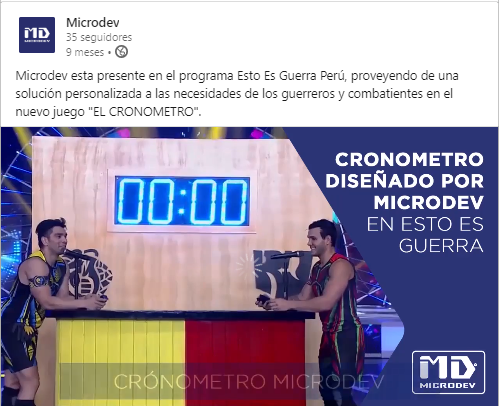 Microdev
35 seguidores
9 meses •
Microdev esta presente en el programa Esto Es Guerra Perú, proveyendo de una
solución personalizada a las necesidades de los guerreros y combatientes en el
nuevo juego "EL CRONOMETRO".
MD
MICRODEV
CRONOMETRO
DISEÑADO POR
MICRODEV
EN ESTO ES
GUERRA
00:00
CRÓNOMETRO MICRODEV
MD
MICRODEV